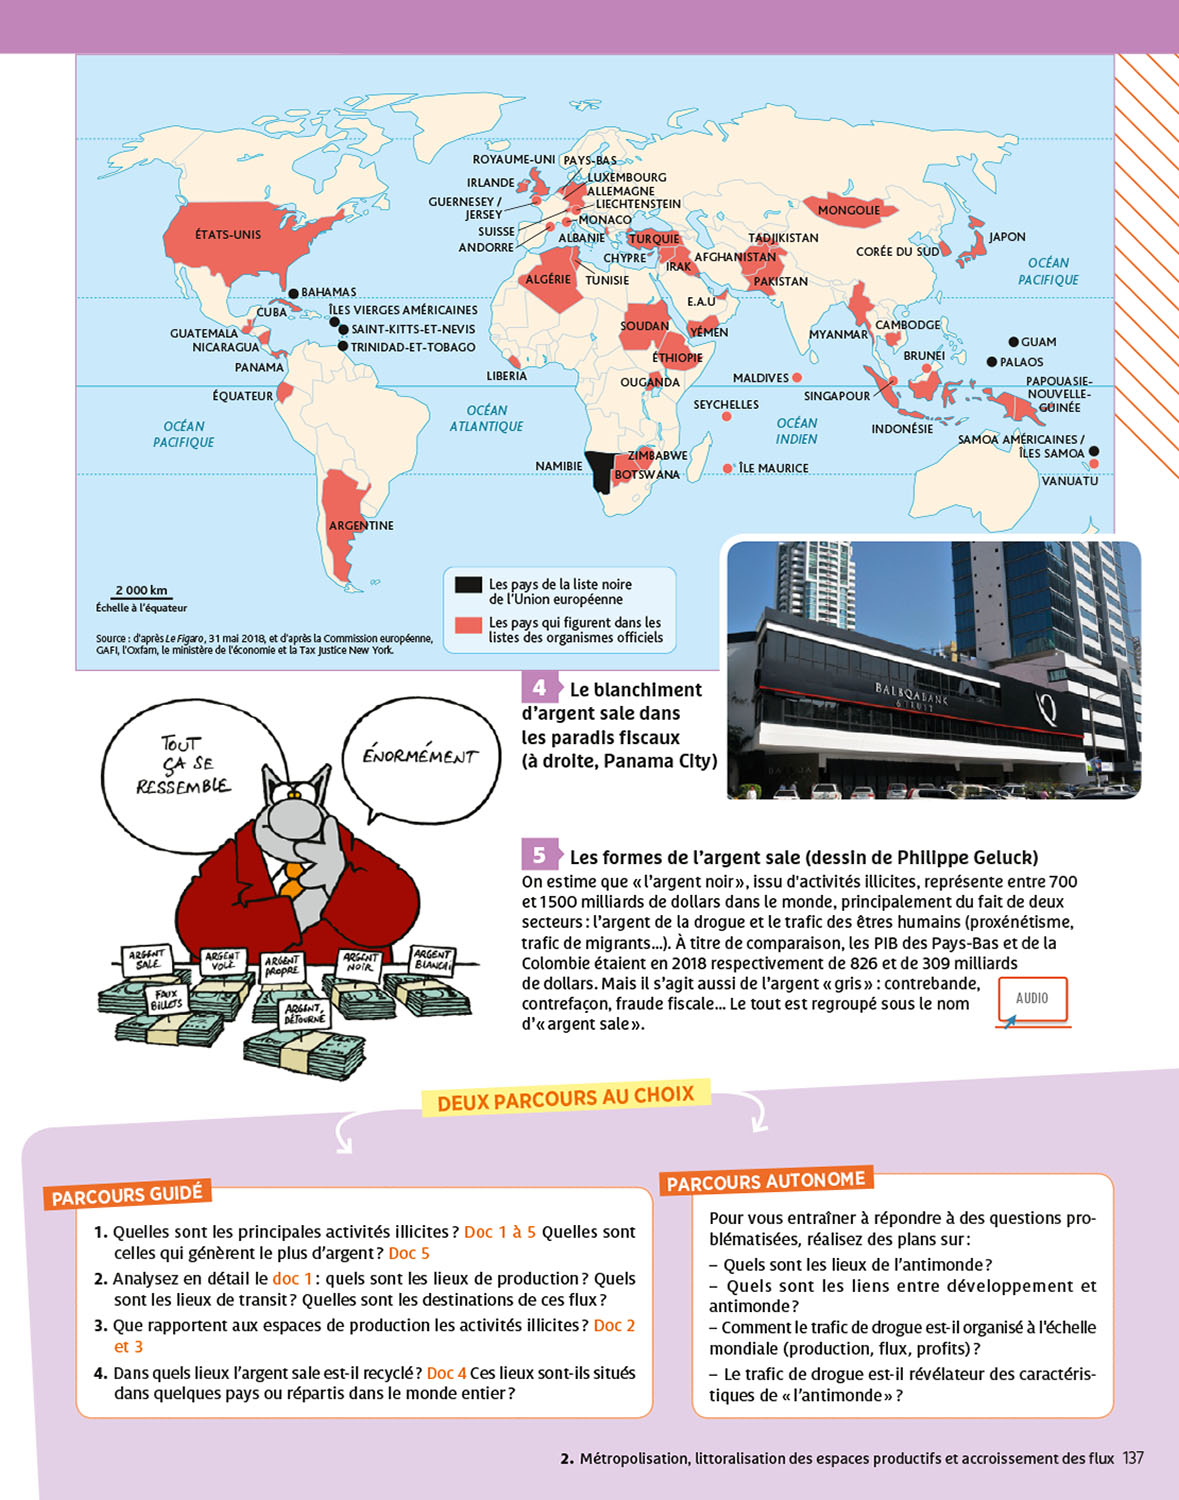 ROYAUME-UNI
PAYS-BAS
IRLANDE
LUXEMBOURG
ALLEMAGNE
GUERNESEY /
JERSEY
LIECHTENSTEIN
MONACO
SUISSE
ANDORRE
ALBANIE
TURQUIE
CHYPRE
IRAK
ÉTATS-UNIS
ALGÉRIE
TUNISIE
MONGOLIE
TADJIKISTAN
AFGHANISTAN
PAKISTAN
CORÉE DU SUD
JAPON
OCÉAN
PACIFIQUE
BAHAMAS
CUBA
ÎLES VIERGES AMÉRICAINES
SAINT-KITTS-ET-NEVIS
TRINIDAD-ET-TOBAGO
GUATEMALA
NICARAGUA
PANAMA
ÉQUATEUR
E.A.U
SOUDAN
YÉMEN
ÉTHIOPIE
LIBERIA
OUGANDA
MYANMAR
CAMBODGE
BRUNEI
GUAM
PALAOS
MALDIVES
SINGAPOUR
PAPOUASIE-
NOUVELLE-
GUINÉE
SEYCHELLES
OCÉAN
PACIFIQUE
OCÉAN
ATLANTIQUE
OCÉAN
INDIEN
INDONÉSIE
SAMOA AMÉRICAINES /
ÎLES SAMOA
VANUATU
NAMIBIE
ZIMBABWE
BOTSWANA
ÎLE MAURICE
ARGENTINE
2 000 km
Échelle à l'équateur
Les pays de la liste noire
de l'Union européenne
Les pays qui figurent dans les
listes des organismes officiels
Source : d'après Le Figaro, 31 mai 2018, et d'après la Commission européenne,
GAFI, l'Oxfam, le ministère de l'économie et la Tax Justice New York.
4 Le blanchiment
d'argent sale dans
les paradis fiscaux
(à droite, Panama City)
BALBOA BANK
& TRUST
TOUT
ÇA SE
RESSEMBLE
ÉNORMÉMENT
ARGENT
SALE
ARGENT
VOLÉ
ARGENT
PROPRE
ARGENT
NOIR
ARGENT
BLANCHI
FAUX
BILLETS
ARGENT
DÉTOURNÉ
5 Les formes de l'argent sale (dessin de Philippe Geluck)
On estime que « l'argent noir », issu d'activités illicites, représente entre 700
et 1500 milliards de dollars dans le monde, principalement du fait de deux
secteurs : l'argent de la drogue et le trafic des êtres humains (proxénétisme,
trafic de migrants…). À titre de comparaison, les PIB des Pays-Bas et de la
Colombie étaient en 2018 respectivement de 826 et de 309 milliards
de dollars. Mais il s'agit aussi de l'argent « gris » : contrebande,
contrefaçon, fraude fiscale… Le tout est regroupé sous le nom
d'« argent sale ».
AUDIO
DEUX PARCOURS AU CHOIX
PARCOURS GUIDÉ
1. Quelles sont les principales activités illicites ? Doc 1 à 5 Quelles sont
celles qui génèrent le plus d'argent ? Doc 5
2. Analysez en détail le doc 1 : quels sont les lieux de production ? Quels
sont les lieux de transit ? Quelles sont les destinations de ces flux ?
3. Que rapportent aux espaces de production les activités illicites ? Doc 2
et 3
4. Dans quels lieux l'argent sale est-il recyclé ? Doc 4 Ces lieux sont-ils situés
dans quelques pays ou répartis dans le monde entier ?
PARCOURS AUTONOME
Pour vous entraîner à répondre à des questions pro-
blématisées, réalisez des plans sur :
– Quels sont les lieux de l'antimonde ?
– Quels sont les liens entre développement et
antimonde ?
– Comment le trafic de drogue est-il organisé à l'échelle
mondiale (production, flux, profits) ?
– Le trafic de drogue est-il révélateur des caractéris-
tiques de « l'antimonde » ?
2. Métropolisation, littoralisation des espaces productifs et accroissement des flux 137